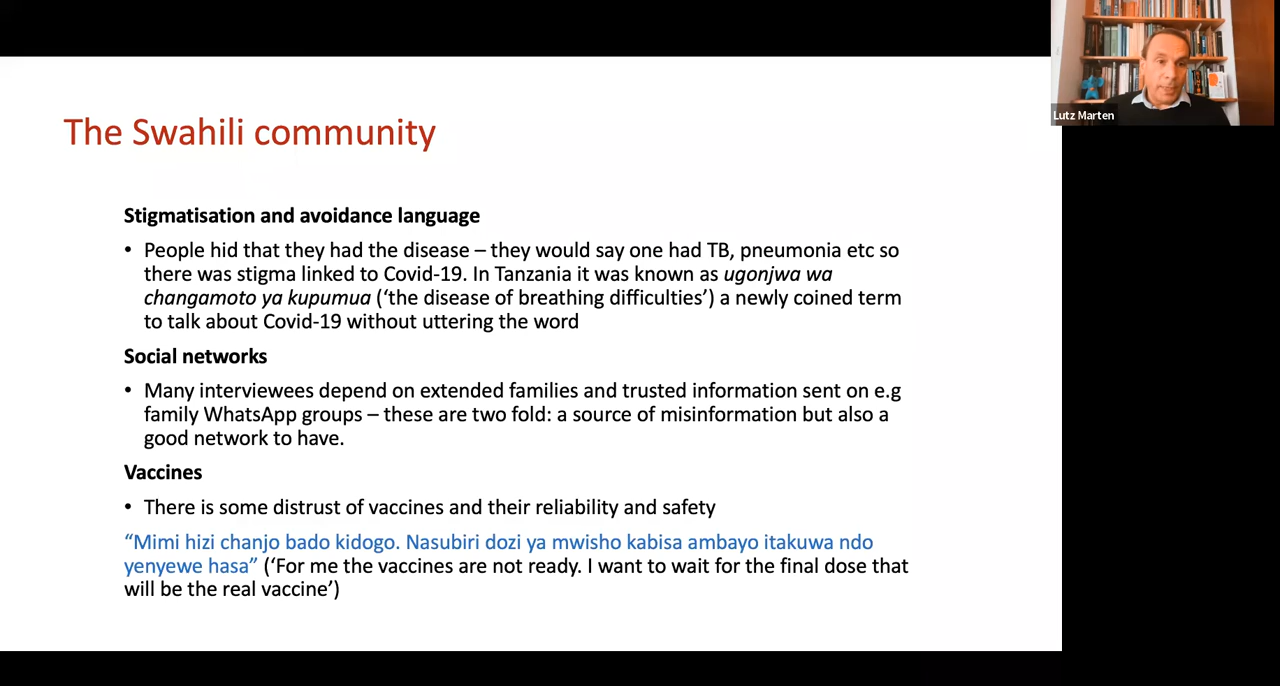 The Swahili community
Stigmatisation and avoidance language
• People hid that they had the disease – they would say one had TB, pneumonia etc so
there was stigma linked to Covid-19. In Tanzania it was known as ugonjwa wa
changamoto ya kupumua (‘the disease of breathing difficulties’) a newly coined term
to talk about Covid-19 without uttering the word
Social networks
• Many interviewees depend on extended families and trusted information sent on e.g
family WhatsApp groups – these are two fold: a source of misinformation but also a
good network to have.
Vaccines
• There is some distrust of vaccines and their reliability and safety
“Mimi hizi chanjo bado kidogo. Nasubiri dozi ya mwisho kabisa ambayo itakuwa ndo
yenyewe hasa” (‘For me the vaccines are not ready. I want to wait for the final dose that
will be the real vaccine’)
Lutz Marten